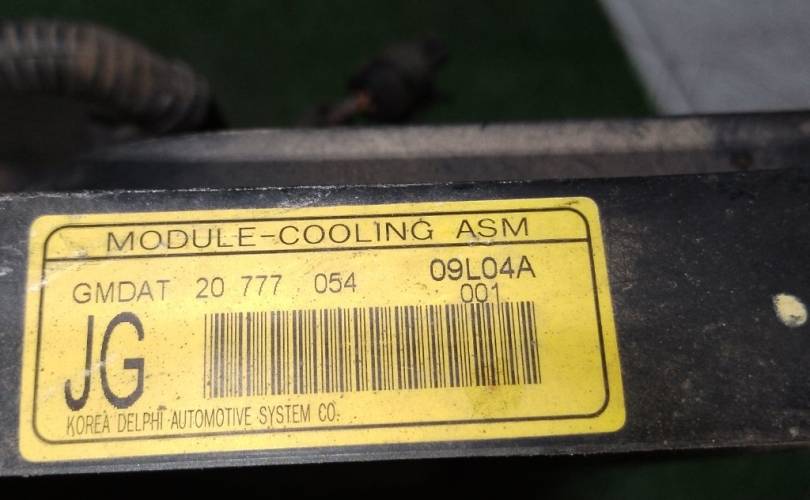 MODULE-COOLING ASM
GMDAT 20 777 054 09L04A
001
JG
KOREA DELPHI AUTOMOTIVE SYSTEM CO.